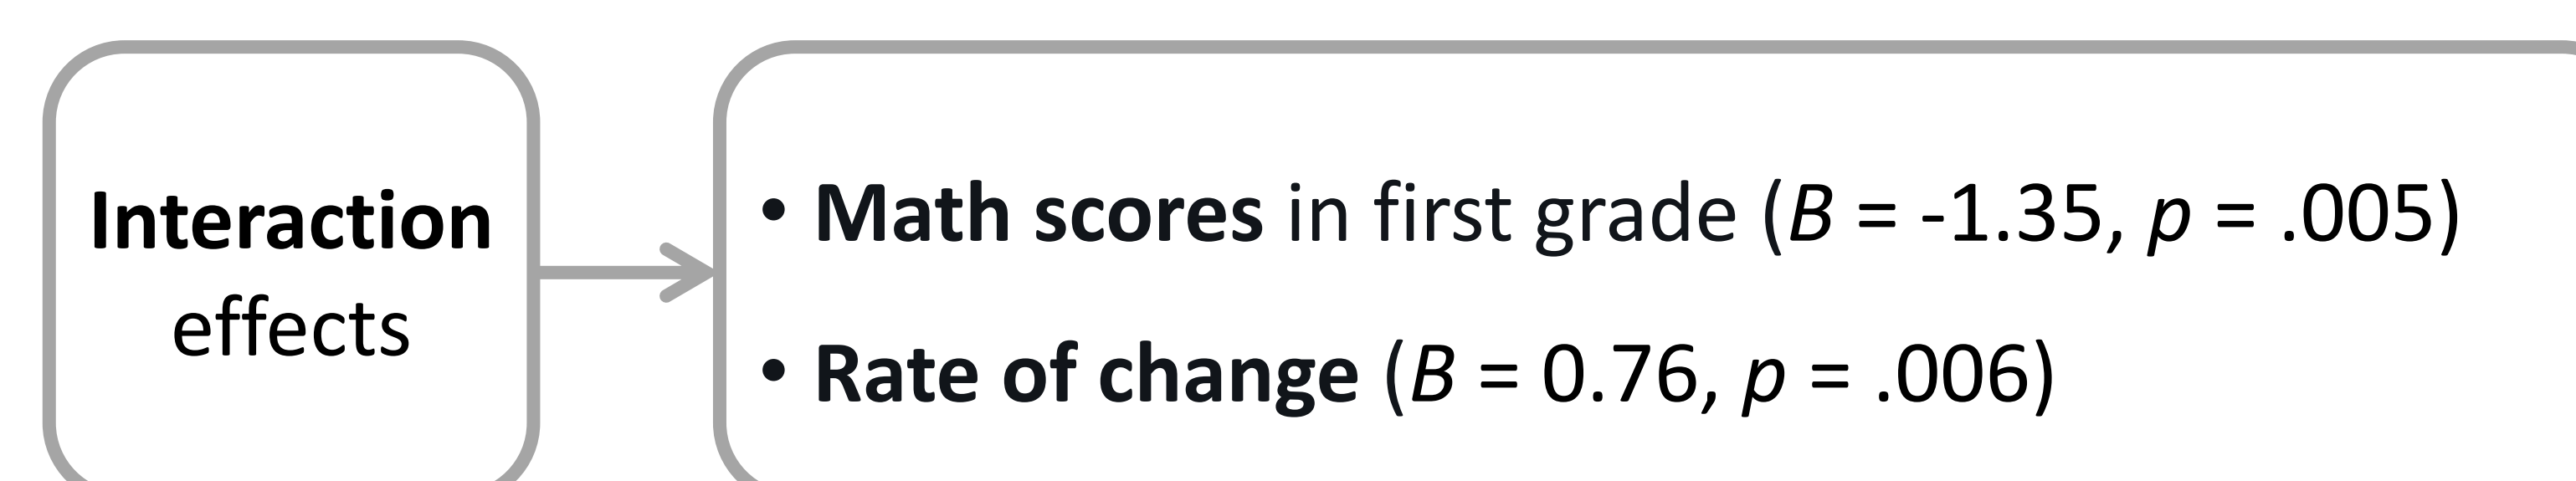 Interaction
effects
• Math scores in first grade (B = -1.35, p = .005)
• Rate of change (B = 0.76, p = .006)